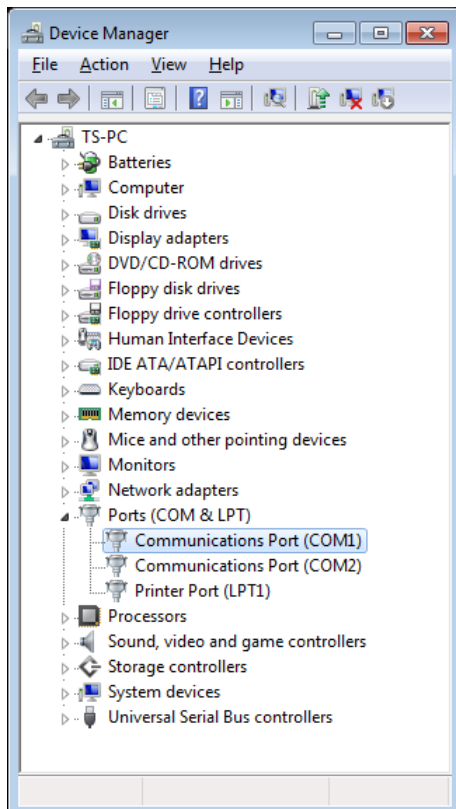 Device Manager
File Action View Help
TS-PC
Batteries
Computer
Disk drives
Display adapters
DVD/CD-ROM drives
Floppy disk drives
Floppy drive controllers
Human Interface Devices
IDE ATA/ATAPI controllers
Keyboards
Memory devices
Mice and other pointing devices
Monitors
Network adapters
Ports (COM & LPT)
Communications Port (COM1)
Communications Port (COM2)
Printer Port (LPT1)
Processors
Sound, video and game controllers
Storage controllers
System devices
Universal Serial Bus controllers